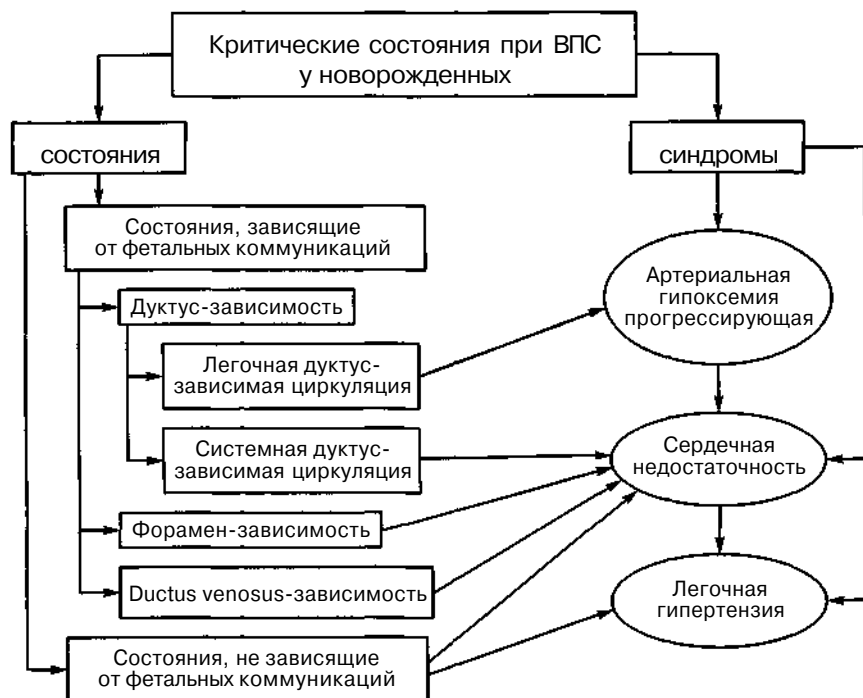 Критические состояния при ВПС
у новорожденных
состояния
синдромы
Состояния, зависящие
от фетальных коммуникаций
Артериальная
гипоксемия
прогрессирующая
Дуктус-зависимость
Легочная дуктус-
зависимая циркуляция
Системная дуктус-
зависимая циркуляция
Сердечная
недостаточность
Форамен-зависимость
Ductus venosus-зависимость
Легочная
гипертензия
Состояния, не зависящие
от фетальных коммуникаций